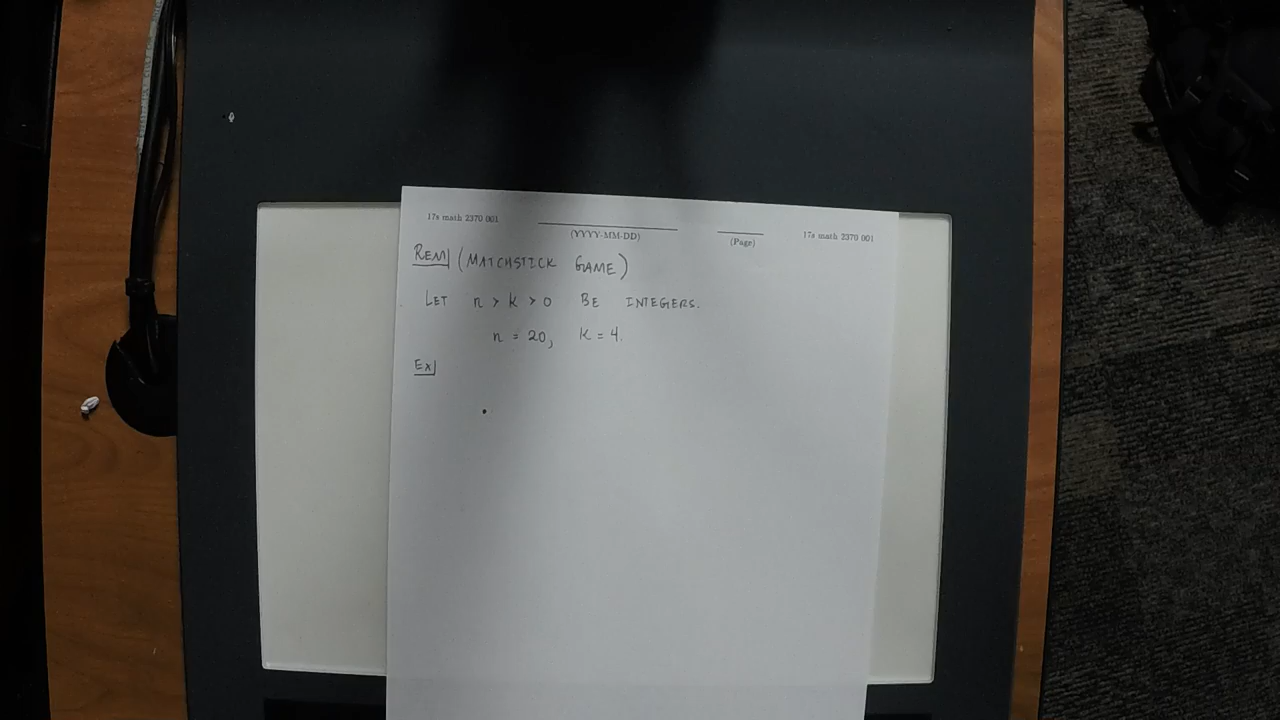 17s math 2370 001 (YYYY-MM-DD) (Page) 17s math 2370 001
REM (MATCHSTICK GAME)
LET n > k > 0 BE INTEGERS.
n = 20, k = 4.
EX